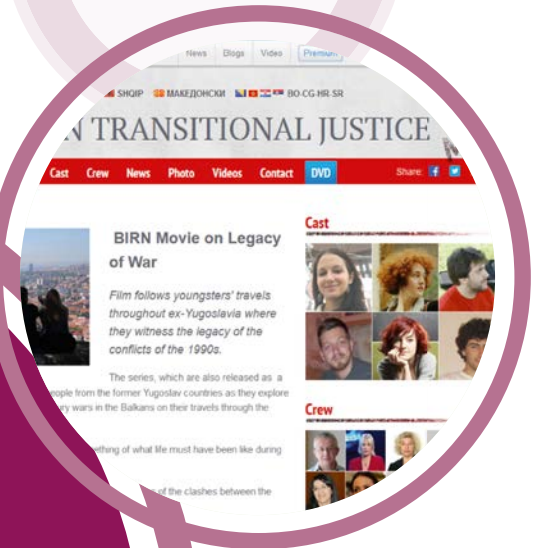 News Blogs Video Premium
SHQIP МАКЕДОНСКИ BO-CG-HR-SR
TRANSITIONAL JUSTICE
Cast Crew News Photo Videos Contact DVD Share:
Cast
BIRN Movie on Legacy
of War
Film follows youngsters' travels
throughout ex-Yugoslavia where
they witness the legacy of the
conflicts of the 1990s.
The series, which are also released as a
from the former Yugoslav countries as they explore
wars in the Balkans on their travels through the
Crew
of what life must have been like during
of the clashes between the